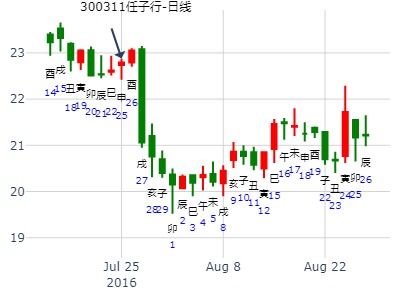 300311任子行-日线
23
22
21
20
19
酉
14
戌
15
丑
18
寅
19
卯
20
辰
21
巳
22
申
25
酉
26
戌
27
亥
28
子
29
卯
1
辰
2
巳
3
午
4
未
5
戌
8
亥
9
子
10
丑
11
寅
12
巳
15
午
16
未
17
申
18
酉
19
子
22
丑
23
寅
24
卯
25
辰
26
Jul 25
2016
Aug 8
Aug 22